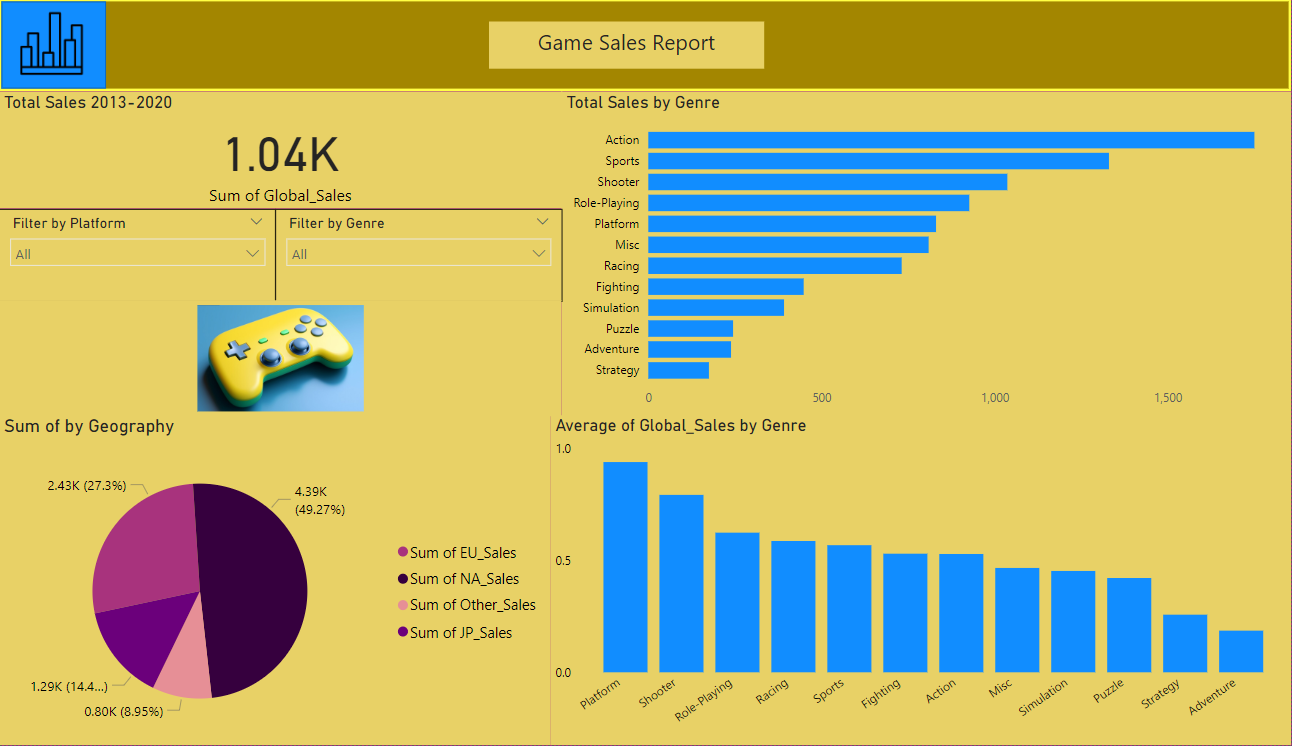 Game Sales Report
Total Sales 2013-2020
1.04K
Sum of Global_Sales
Filter by Platform
All
Filter by Genre
All
Total Sales by Genre
Action
Sports
Shooter
Role-Playing
Platform
Misc
Racing
Fighting
Simulation
Puzzle
Adventure
Strategy
0 500 1,000 1,500
Sum of by Geography
2.43K (27.3%)
4.39K
(49.27%)
1.29K (14.4...)
0.80K (8.95%)
Sum of EU_Sales
Sum of NA_Sales
Sum of Other_Sales
Sum of JP_Sales
Average of Global_Sales by Genre
1.0
0.5
0.0
Platform
Shooter
Role-Playing
Racing
Sports
Fighting
Action
Misc
Simulation
Puzzle
Strategy
Adventure